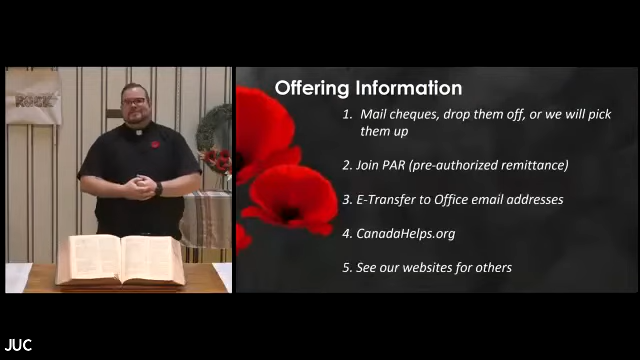 ROCK
Offering Information
1. Mail cheques, drop them off, or we will pick
them up
2. Join PAR (pre-authorized remittance)
3. E-Transfer to Office email addresses
4. CanadaHelps.org
5. See our websites for others
JUC